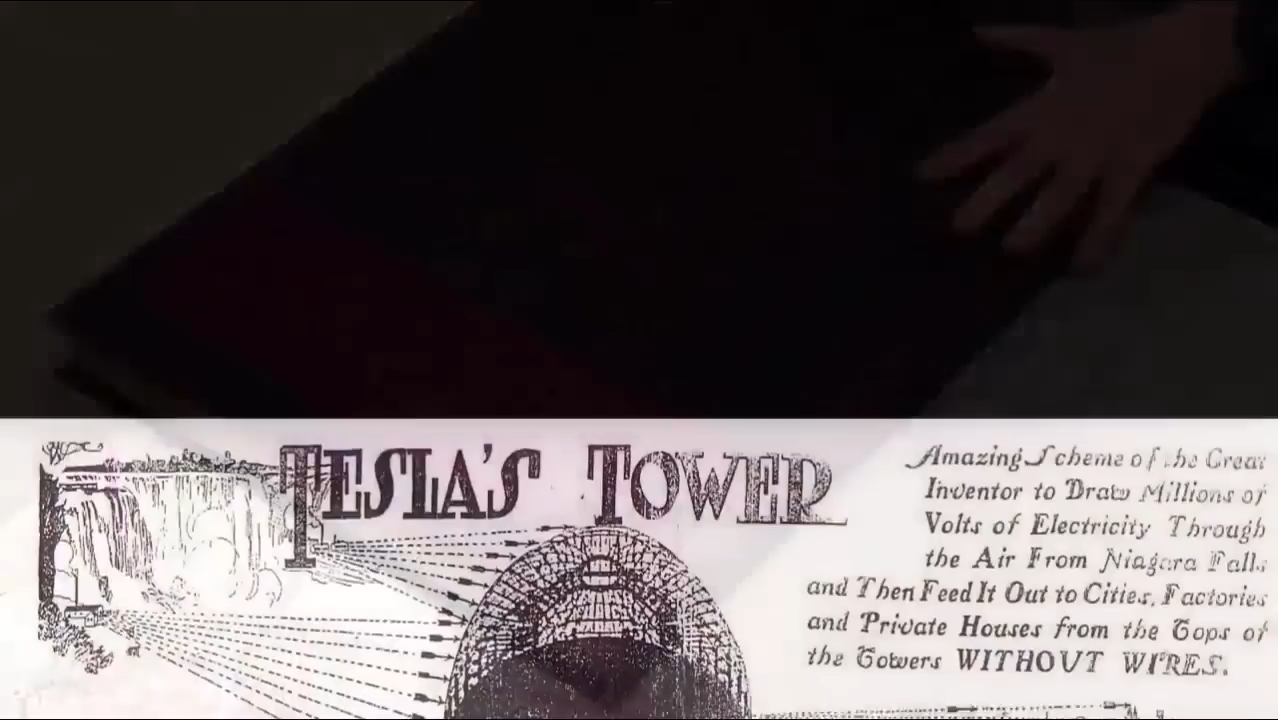 TESLA'S TOWER
Amazing Scheme of the Great
Inventor to Draw Millions of
Volts of Electricity Through
the Air From Niagara Falls
and Then Feed It Out to Cities, Factories
and Private Houses from the Tops of
the Towers WITHOUT WIRES.